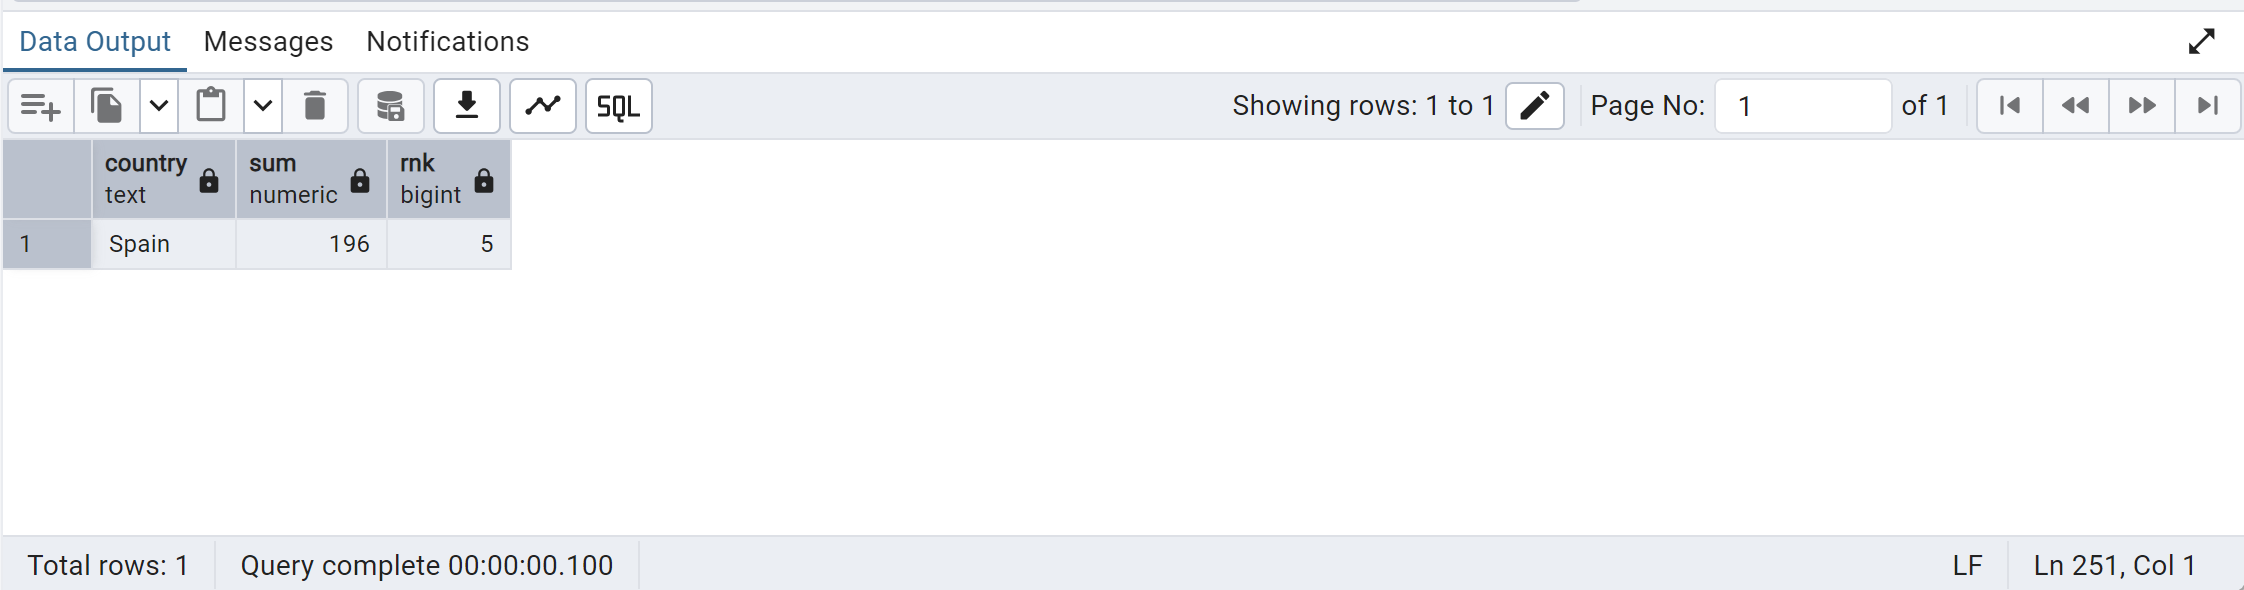 Data Output Messages Notifications
SQL Showing rows: 1 to 1 Page No: 1 of 1
country sum rnk
text numeric bigint
1 Spain 196 5
Total rows: 1 Query complete 00:00:00.100 LF Ln 251, Col 1